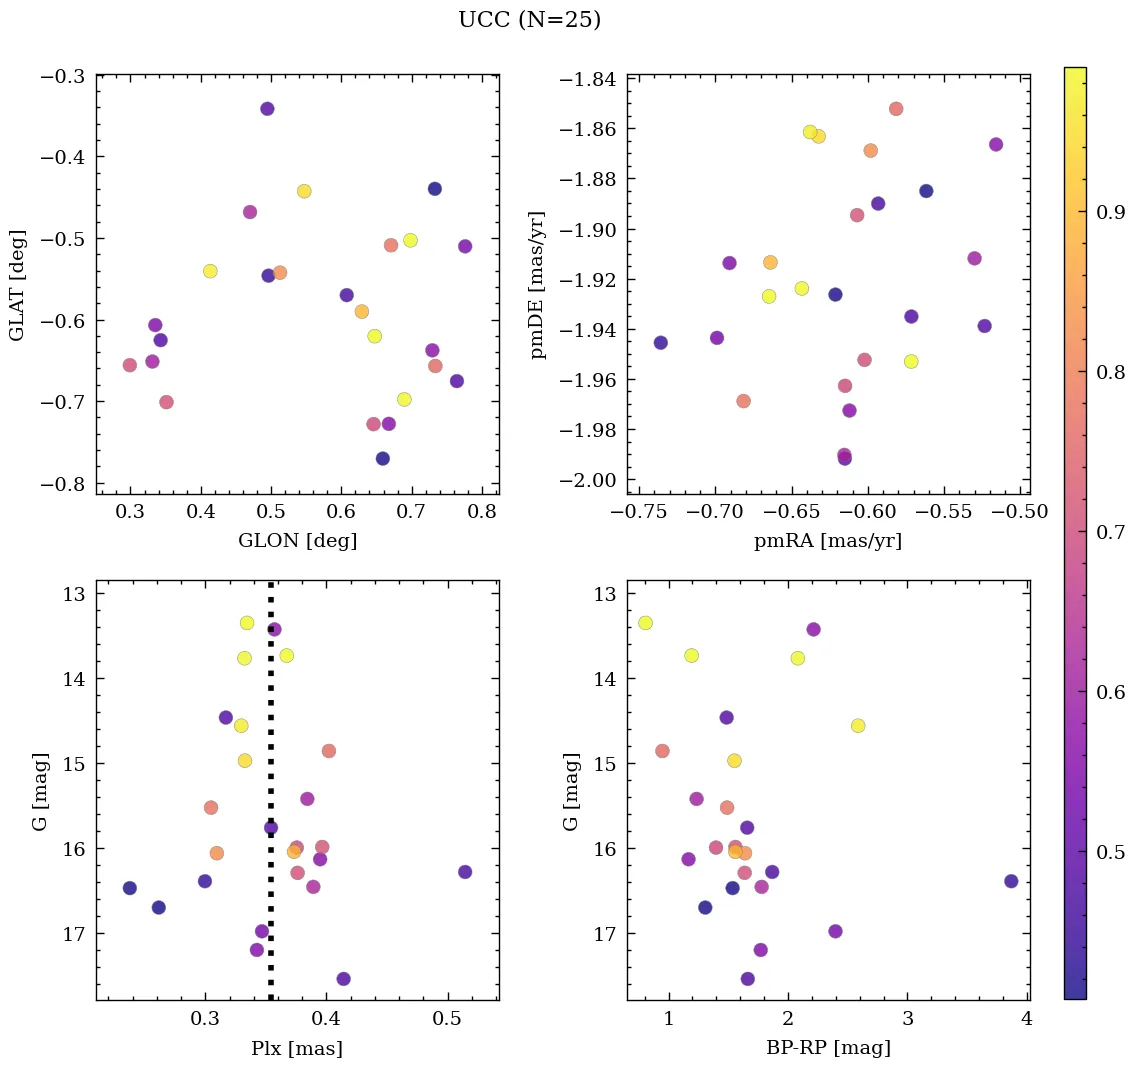 UCC (N=25)
−0.3
−0.4
−0.5
−0.6
−0.7
−0.8
GLAT [deg]
0.3 0.4 0.5 0.6 0.7 0.8
GLON [deg]
−1.84
−1.86
−1.88
−1.90
−1.92
−1.94
−1.96
−1.98
−2.00
pmDE [mas/yr]
−0.75 −0.70 −0.65 −0.60 −0.55 −0.50
pmRA [mas/yr]
13
14
15
16
17
G [mag]
0.3 0.4 0.5
Plx [mas]
13
14
15
16
17
G [mag]
1 2 3 4
BP-RP [mag]
0.9
0.8
0.7
0.6
0.5